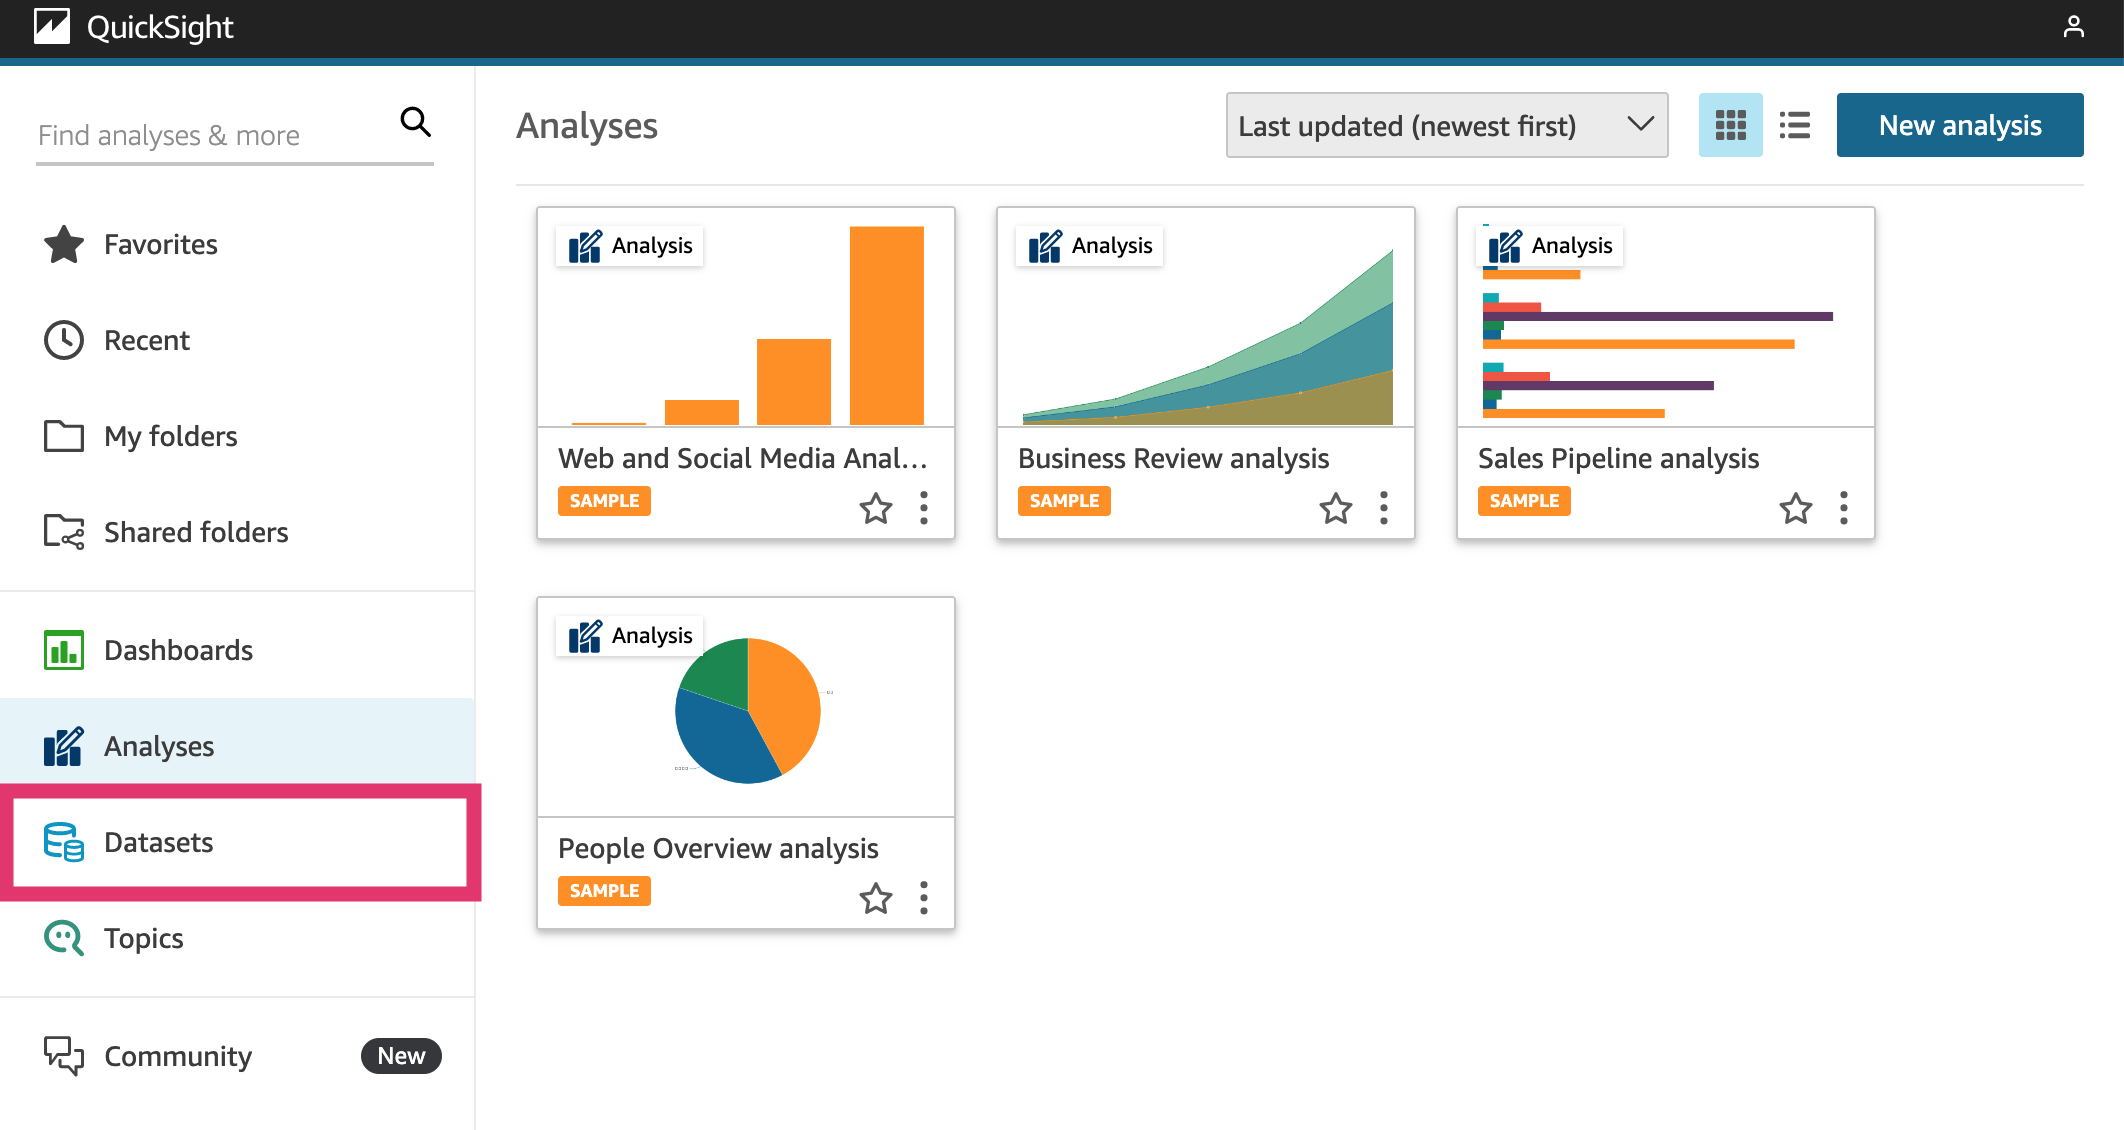 QuickSight
Find analyses & more
Favorites
Recent
My folders
Shared folders
Dashboards
Analyses
Datasets
Topics
Community
New
Analyses
Last updated (newest first)
New analysis
Analysis
Web and Social Media Anal...
SAMPLE
Analysis
Business Review analysis
SAMPLE
Analysis
Sales Pipeline analysis
SAMPLE
Analysis
People Overview analysis
SAMPLE